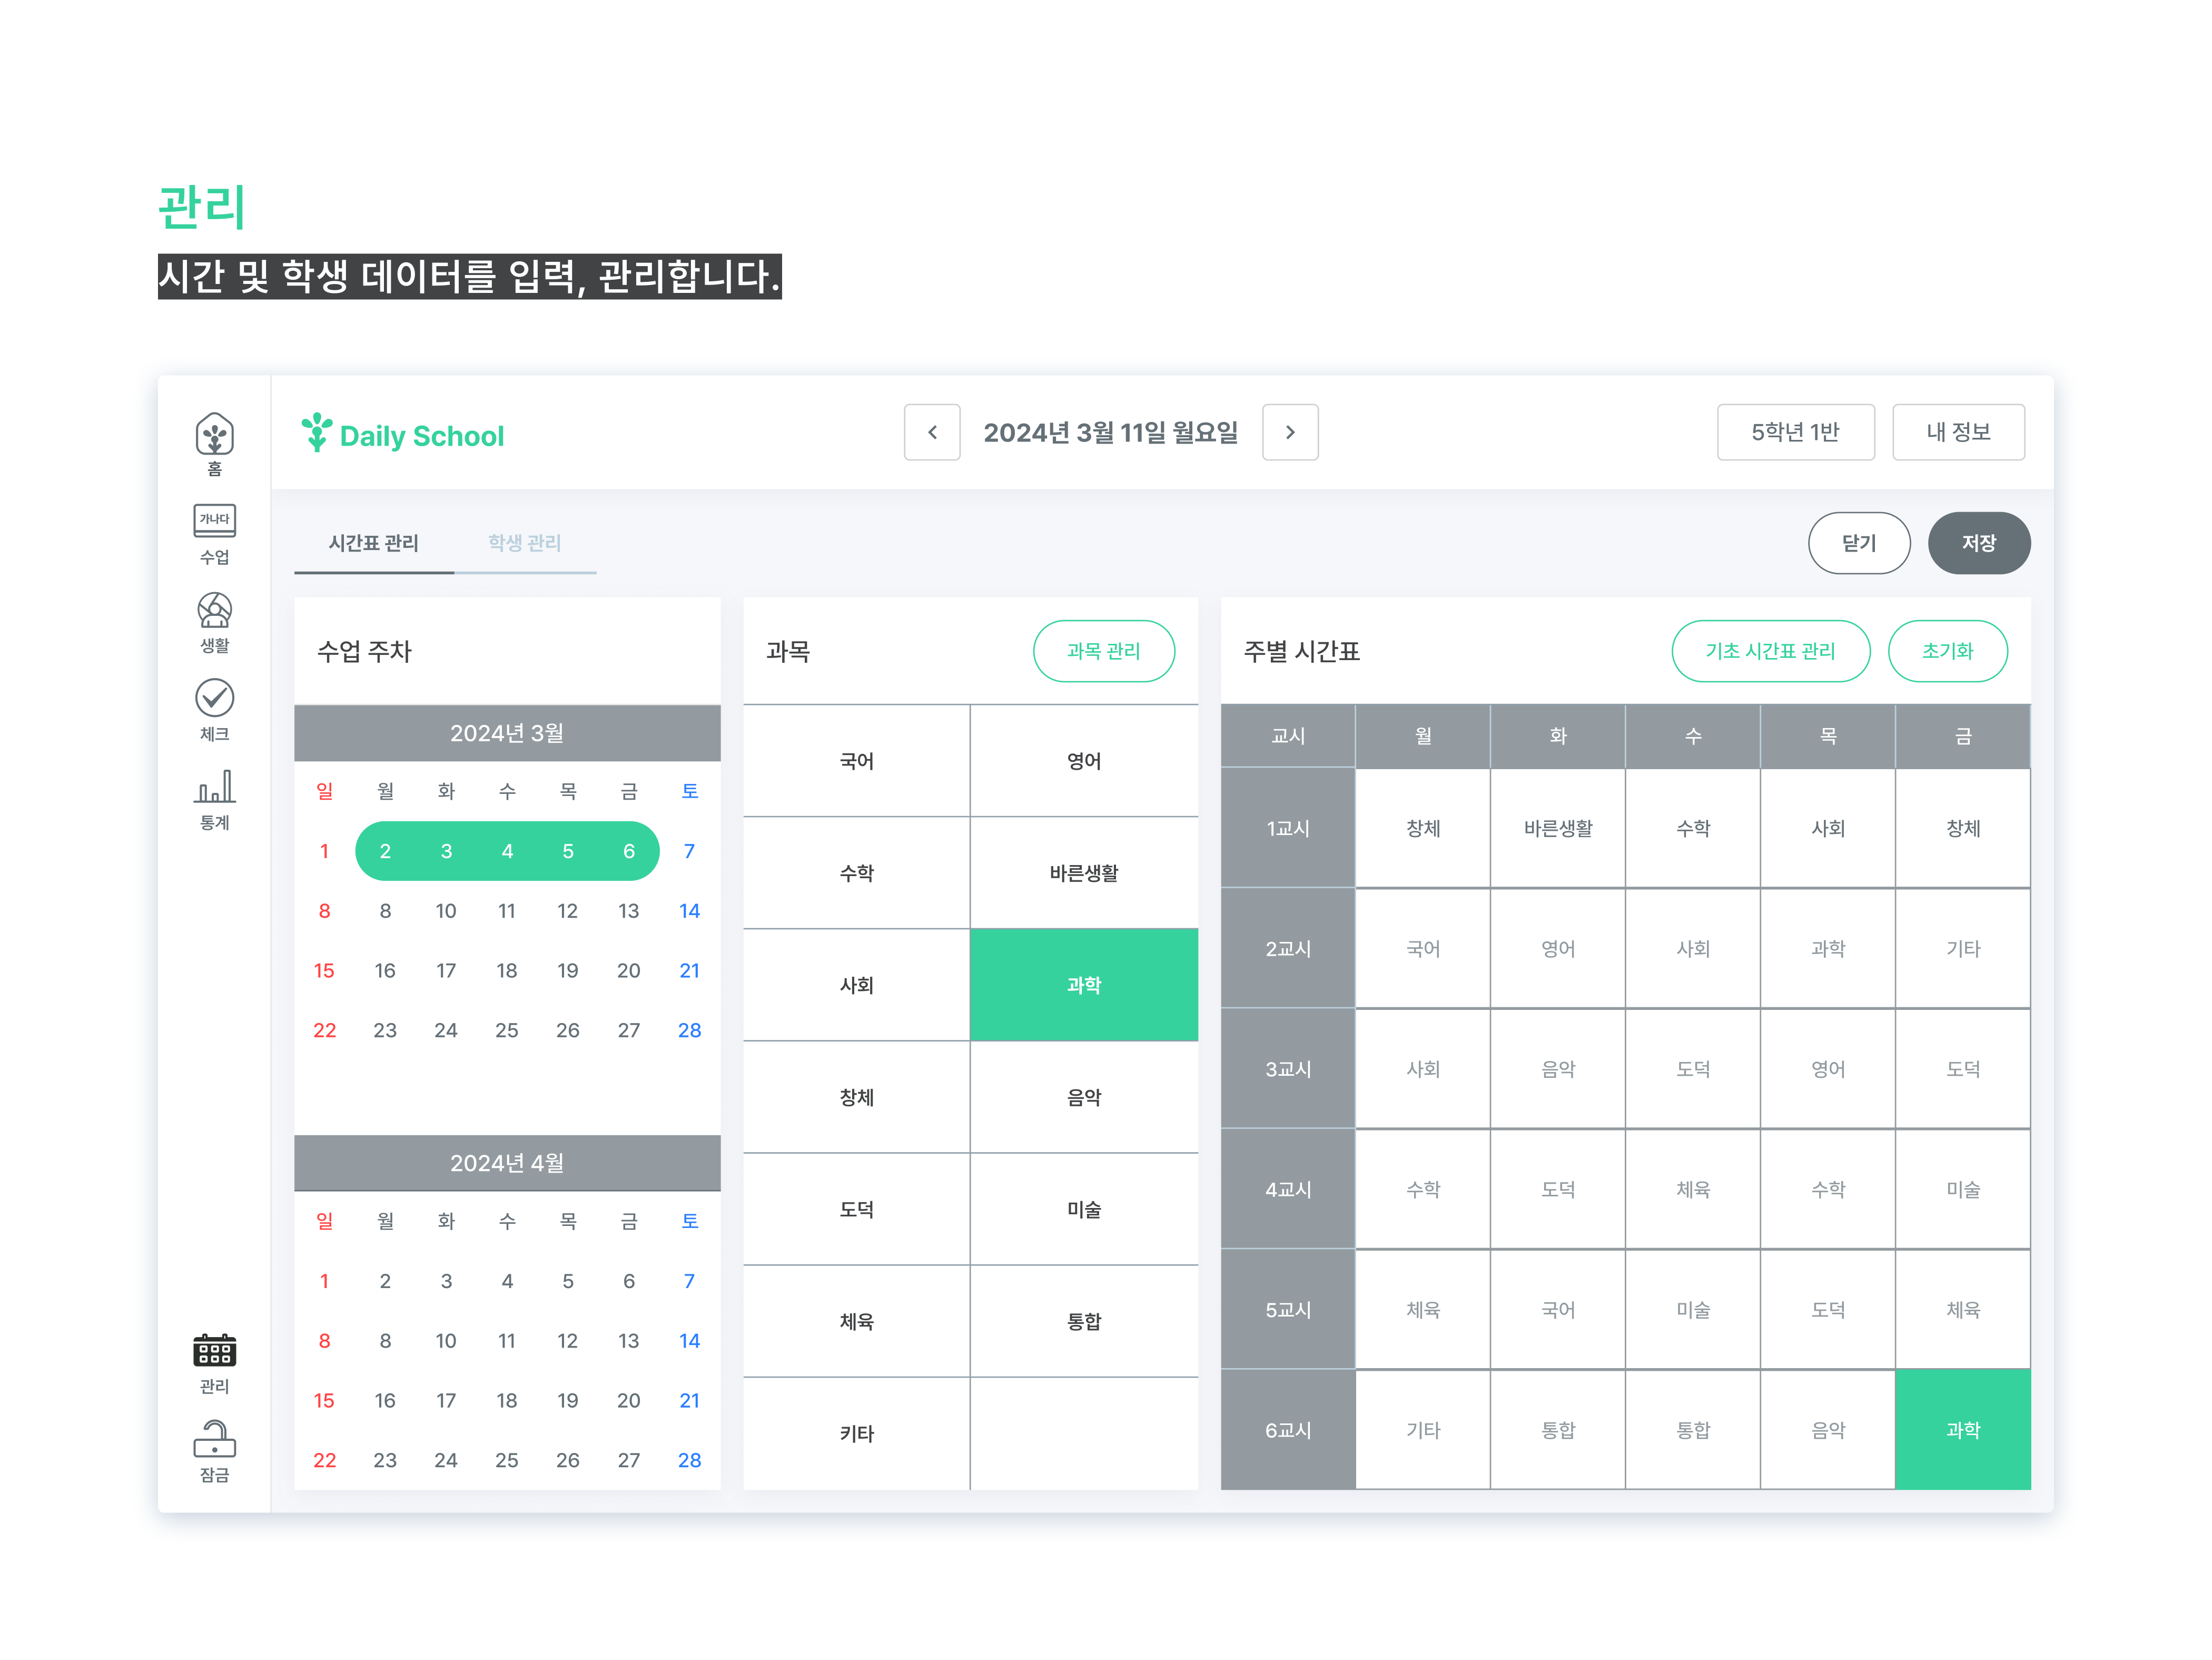 관리
시간 및 학생 데이터를 입력, 관리합니다.
홈
가나다
수업
생활
체크
통계
관리
잠금
Daily School
2024년 3월 11일 월요일
5학년 1반
내 정보
시간표 관리
학생 관리
닫기
저장
수업 주차
2024년 3월
일 월 화 수 목 금 토
1 2 3 4 5 6 7
8 8 10 11 12 13 14
15 16 17 18 19 20 21
22 23 24 25 26 27 28
2024년 4월
일 월 화 수 목 금 토
1 2 3 4 5 6 7
8 8 10 11 12 13 14
15 16 17 18 19 20 21
22 23 24 25 26 27 28
과목
과목 관리
국어 영어
수학 바른생활
사회 과학
창체 음악
도덕 미술
체육 통합
키타
주별 시간표
기초 시간표 관리
초기화
교시 월 화 수 목 금
1교시 창체 바른생활 수학 사회 창체
2교시 국어 영어 사회 과학 기타
3교시 사회 음악 도덕 영어 도덕
4교시 수학 도덕 체육 수학 미술
5교시 체육 국어 미술 도덕 체육
6교시 기타 통합 통합 음악 과학